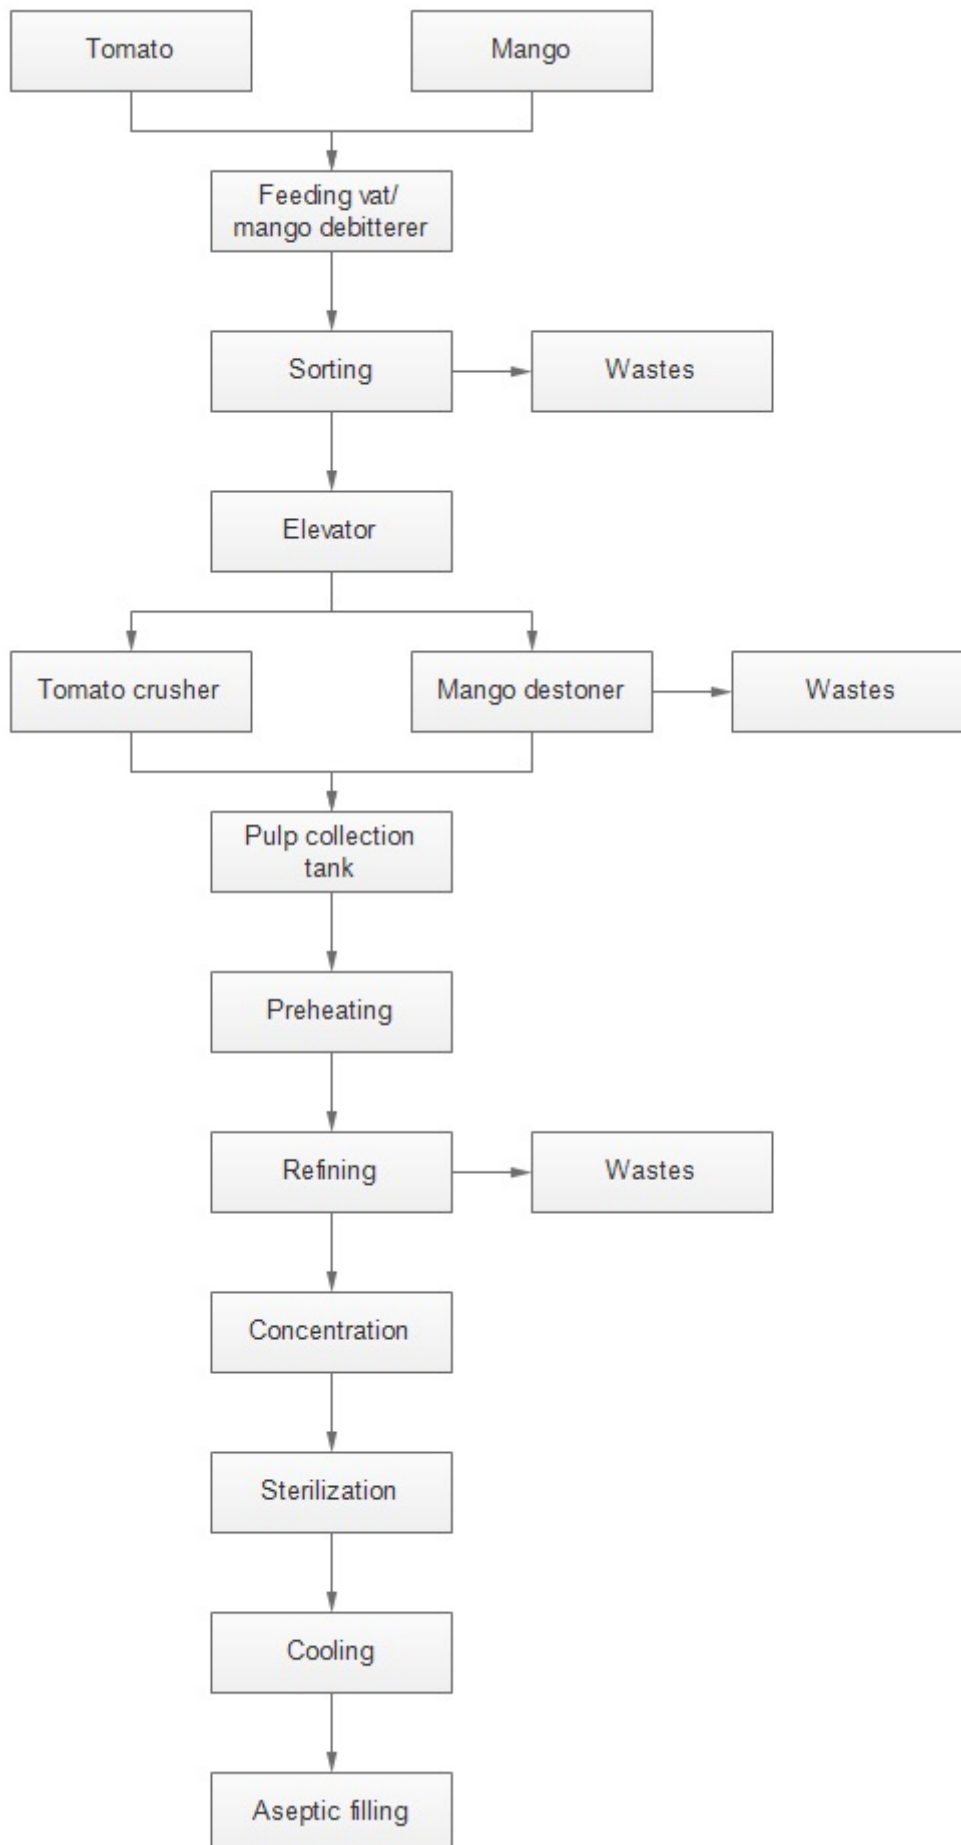 Tomato
Mango
Feeding vat/
mango debitterer
Sorting
Wastes
Elevator
Tomato crusher
Mango destoner
Wastes
Pulp collection
tank
Preheating
Refining
Wastes
Concentration
Sterilization
Cooling
Aseptic filling